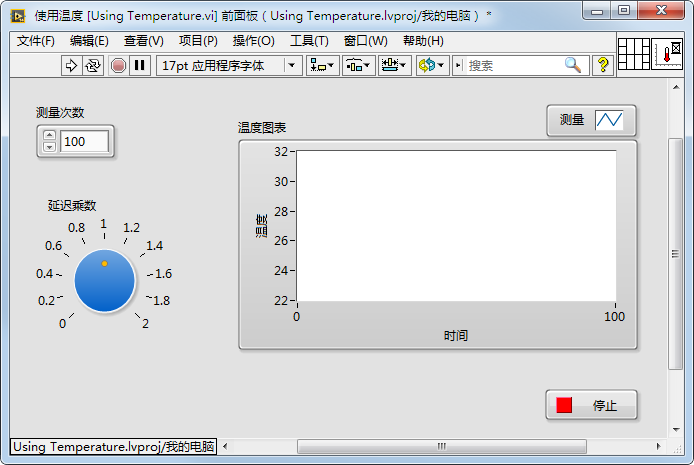 使用温度 [Using Temperature.vi] 前面板（Using Temperature.lvproj/我的电脑） *
文件(F) 编辑(E) 查看(V) 项目(P) 操作(O) 工具(T) 窗口(W) 帮助(H)
17pt 应用程序字体 搜索 ?
测量次数
100
延迟乘数
0 0.2 0.4 0.6 0.8 1 1.2 1.4 1.6 1.8 2
温度图表
测量
温度
32
30
28
26
24
22
0 100
时间
停止
Using Temperature.lvproj/我的电脑